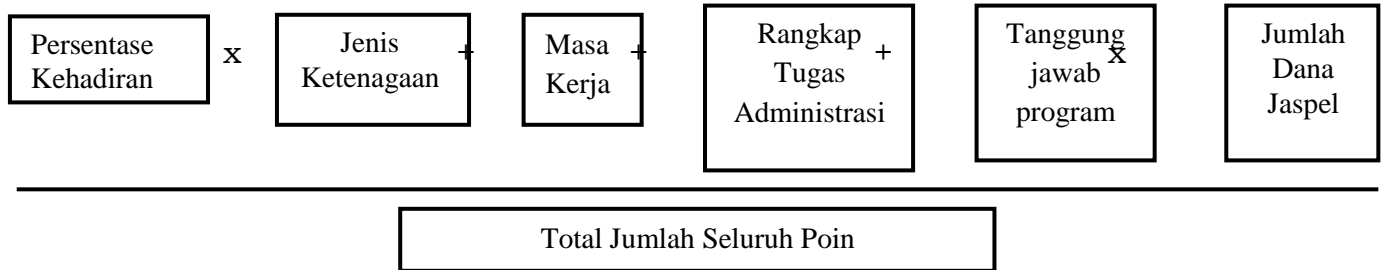 Persentase
Kehadiran
x
Jenis
Ketenagaan
+
Masa
Kerja
+
Rangkap
Tugas
Administrasi
+
Tanggung
jawab
program
x
Jumlah
Dana
Jaspel
Total Jumlah Seluruh Poin